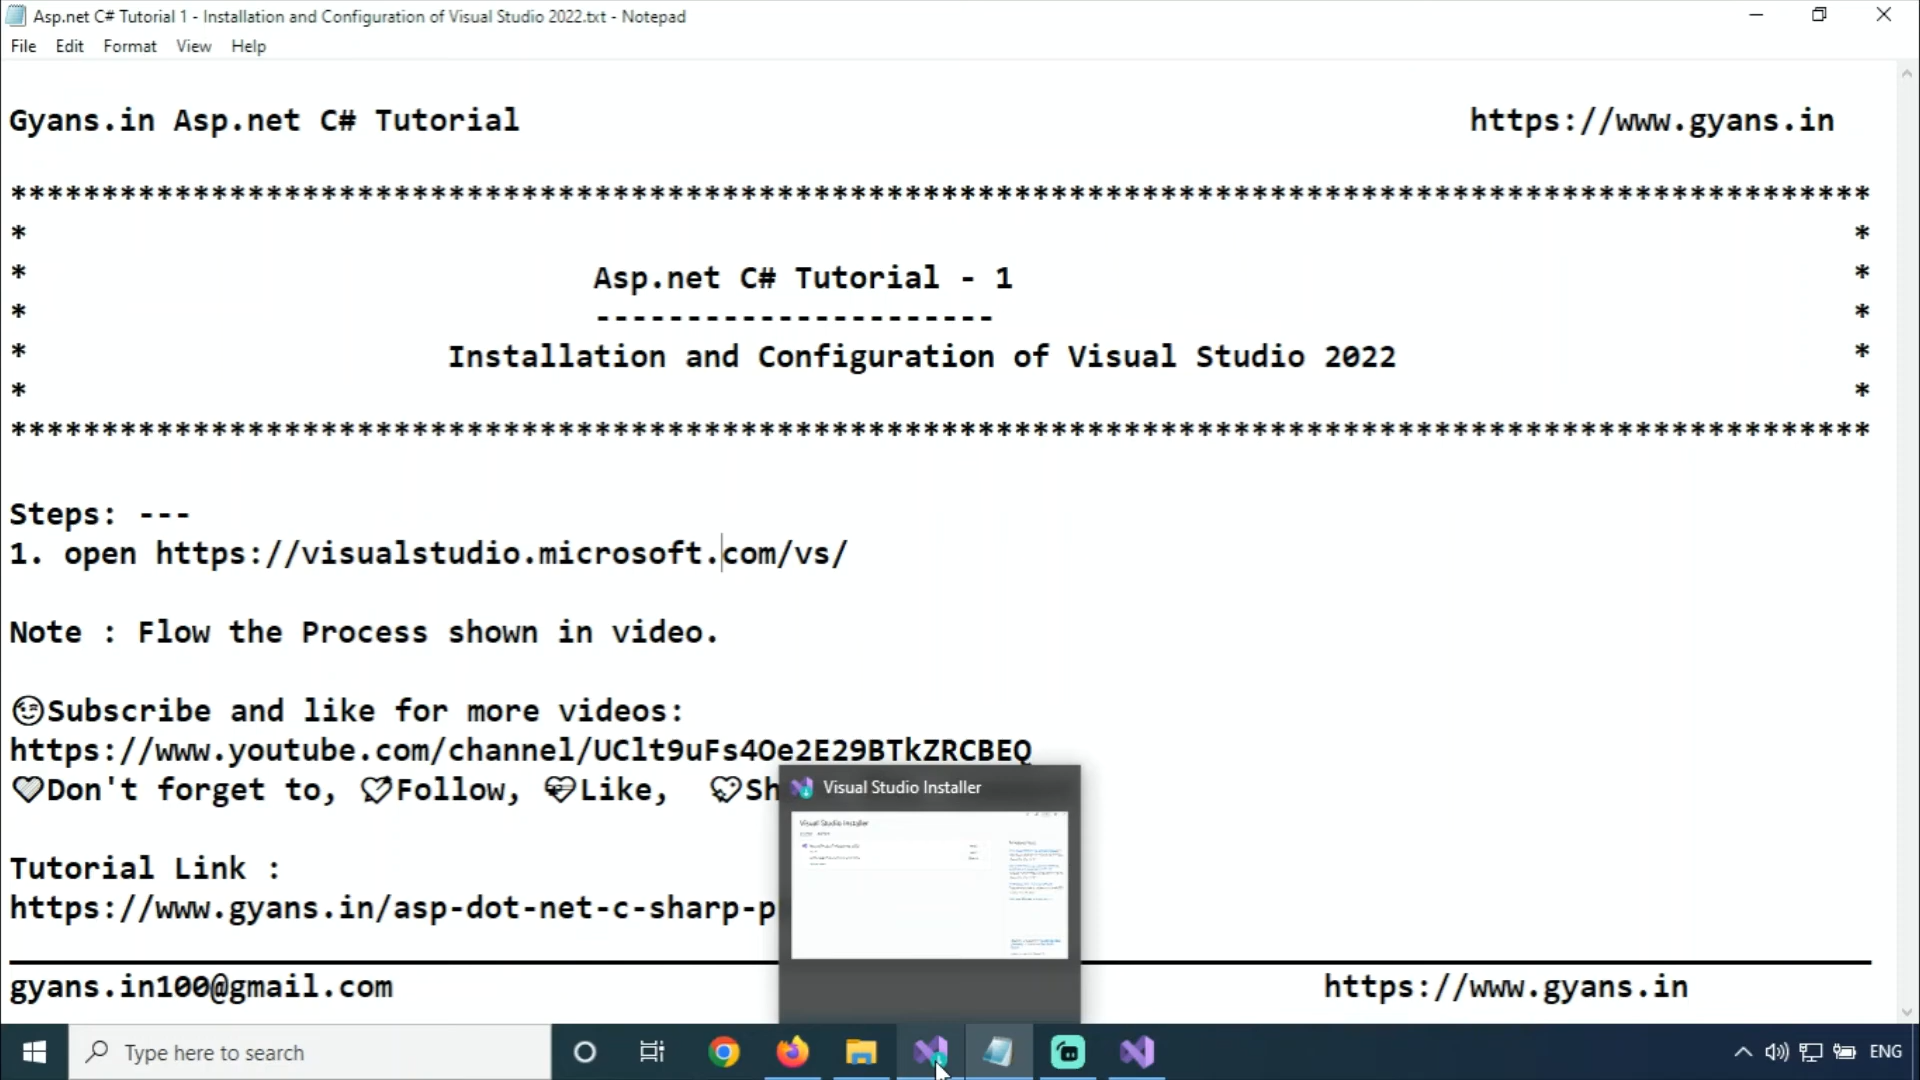 Asp.net C# Tutorial 1 - Installation and Configuration of Visual Studio 2022.txt - Notepad
File Edit Format View Help
Gyans.in Asp.net C# Tutorial https://www.gyans.in
******************************************************************************************************
* *
* Asp.net C# Tutorial - 1 *
* ---------------------- *
* Installation and Configuration of Visual Studio 2022 *
* *
******************************************************************************************************
Steps: ---
1. open https://visualstudio.microsoft.com/vs/
Note : Flow the Process shown in video.
😉Subscribe and like for more videos:
https://www.youtube.com/channel/UClt9uFs4Oe2E29BTkZRCBEQ
💛Don't forget to, 💘Follow, 💝Like, 💖Sh
Visual Studio Installer
Visual Studio Installer
Tutorial Link :
https://www.gyans.in/asp-dot-net-c-sharp-p
gyans.in100@gmail.com https://www.gyans.in
Type here to search
ENG